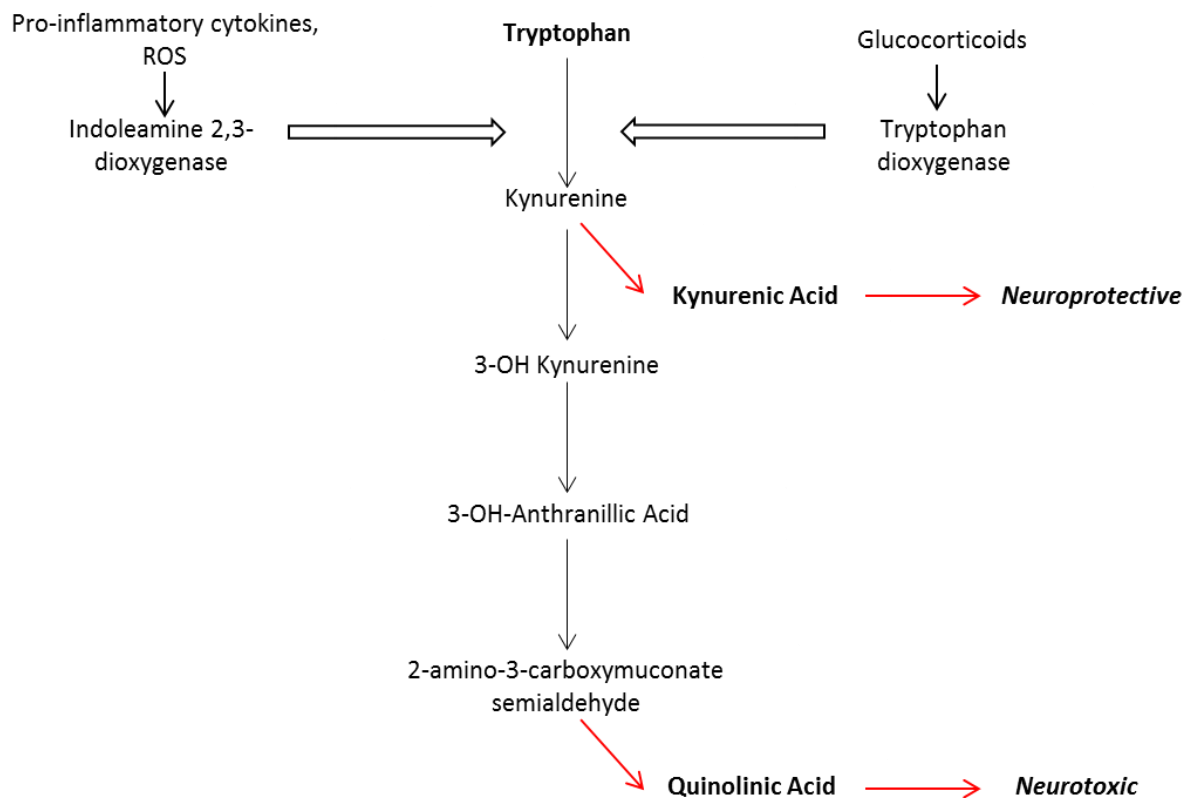 Pro-inflammatory cytokines,
ROS
Tryptophan
Glucocorticoids
Indoleamine 2,3-
dioxygenase
Tryptophan
dioxygenase
Kynurenine
Kynurenic Acid
Neuroprotective
3-OH Kynurenine
3-OH-Anthranillic Acid
2-amino-3-carboxymuconate
semialdehyde
Quinolinic Acid
Neurotoxic